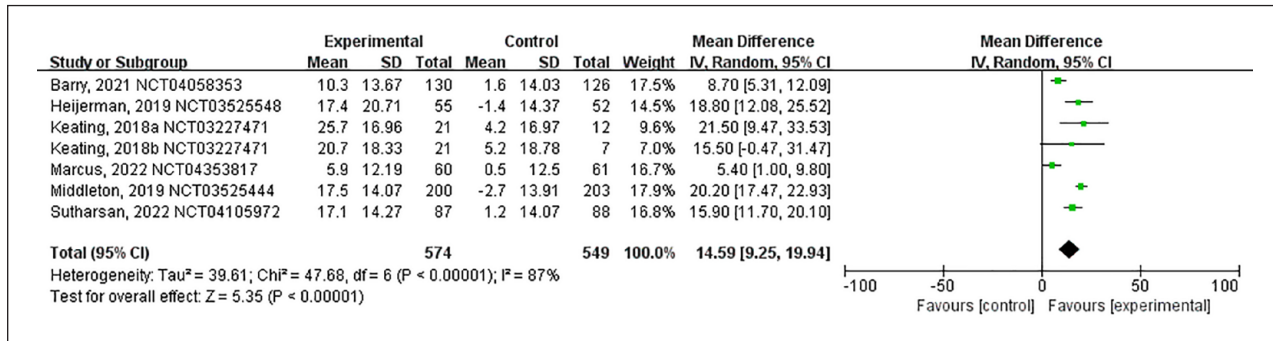 Experimental Control Mean Difference Mean Difference
Study or Subgroup Mean SD Total Mean SD Total Weight IV, Random, 95% CI IV, Random, 95% CI
Barry, 2021 NCT04058353 10.3 13.67 130 1.6 14.03 126 17.5% 8.70 [5.31, 12.09]
Heijerman, 2019 NCT03525548 17.4 20.71 55 -1.4 14.37 52 14.5% 18.80 [12.08, 25.52]
Keating, 2018a NCT03227471 25.7 16.96 21 4.2 16.97 12 9.6% 21.50 [9.47, 33.53]
Keating, 2018b NCT03227471 20.7 18.33 21 5.2 18.78 7 7.0% 15.50 [-0.47, 31.47]
Marcus, 2022 NCT04353817 5.9 12.19 60 0.5 12.5 61 16.7% 5.40 [1.00, 9.80]
Middleton, 2019 NCT03525444 17.5 14.07 200 -2.7 13.91 203 17.9% 20.20 [17.47, 22.93]
Sutharsan, 2022 NCT04105972 17.1 14.27 87 1.2 14.07 88 16.8% 15.90 [11.70, 20.10]
Total (95% CI) 574 549 100.0% 14.59 [9.25, 19.94]
Heterogeneity: Tau² = 39.61; Chi² = 47.68, df = 6 (P < 0.00001); I² = 87%
Test for overall effect: Z = 5.35 (P < 0.00001)
-100 -50 0 50 100
Favours [control] Favours [experimental]